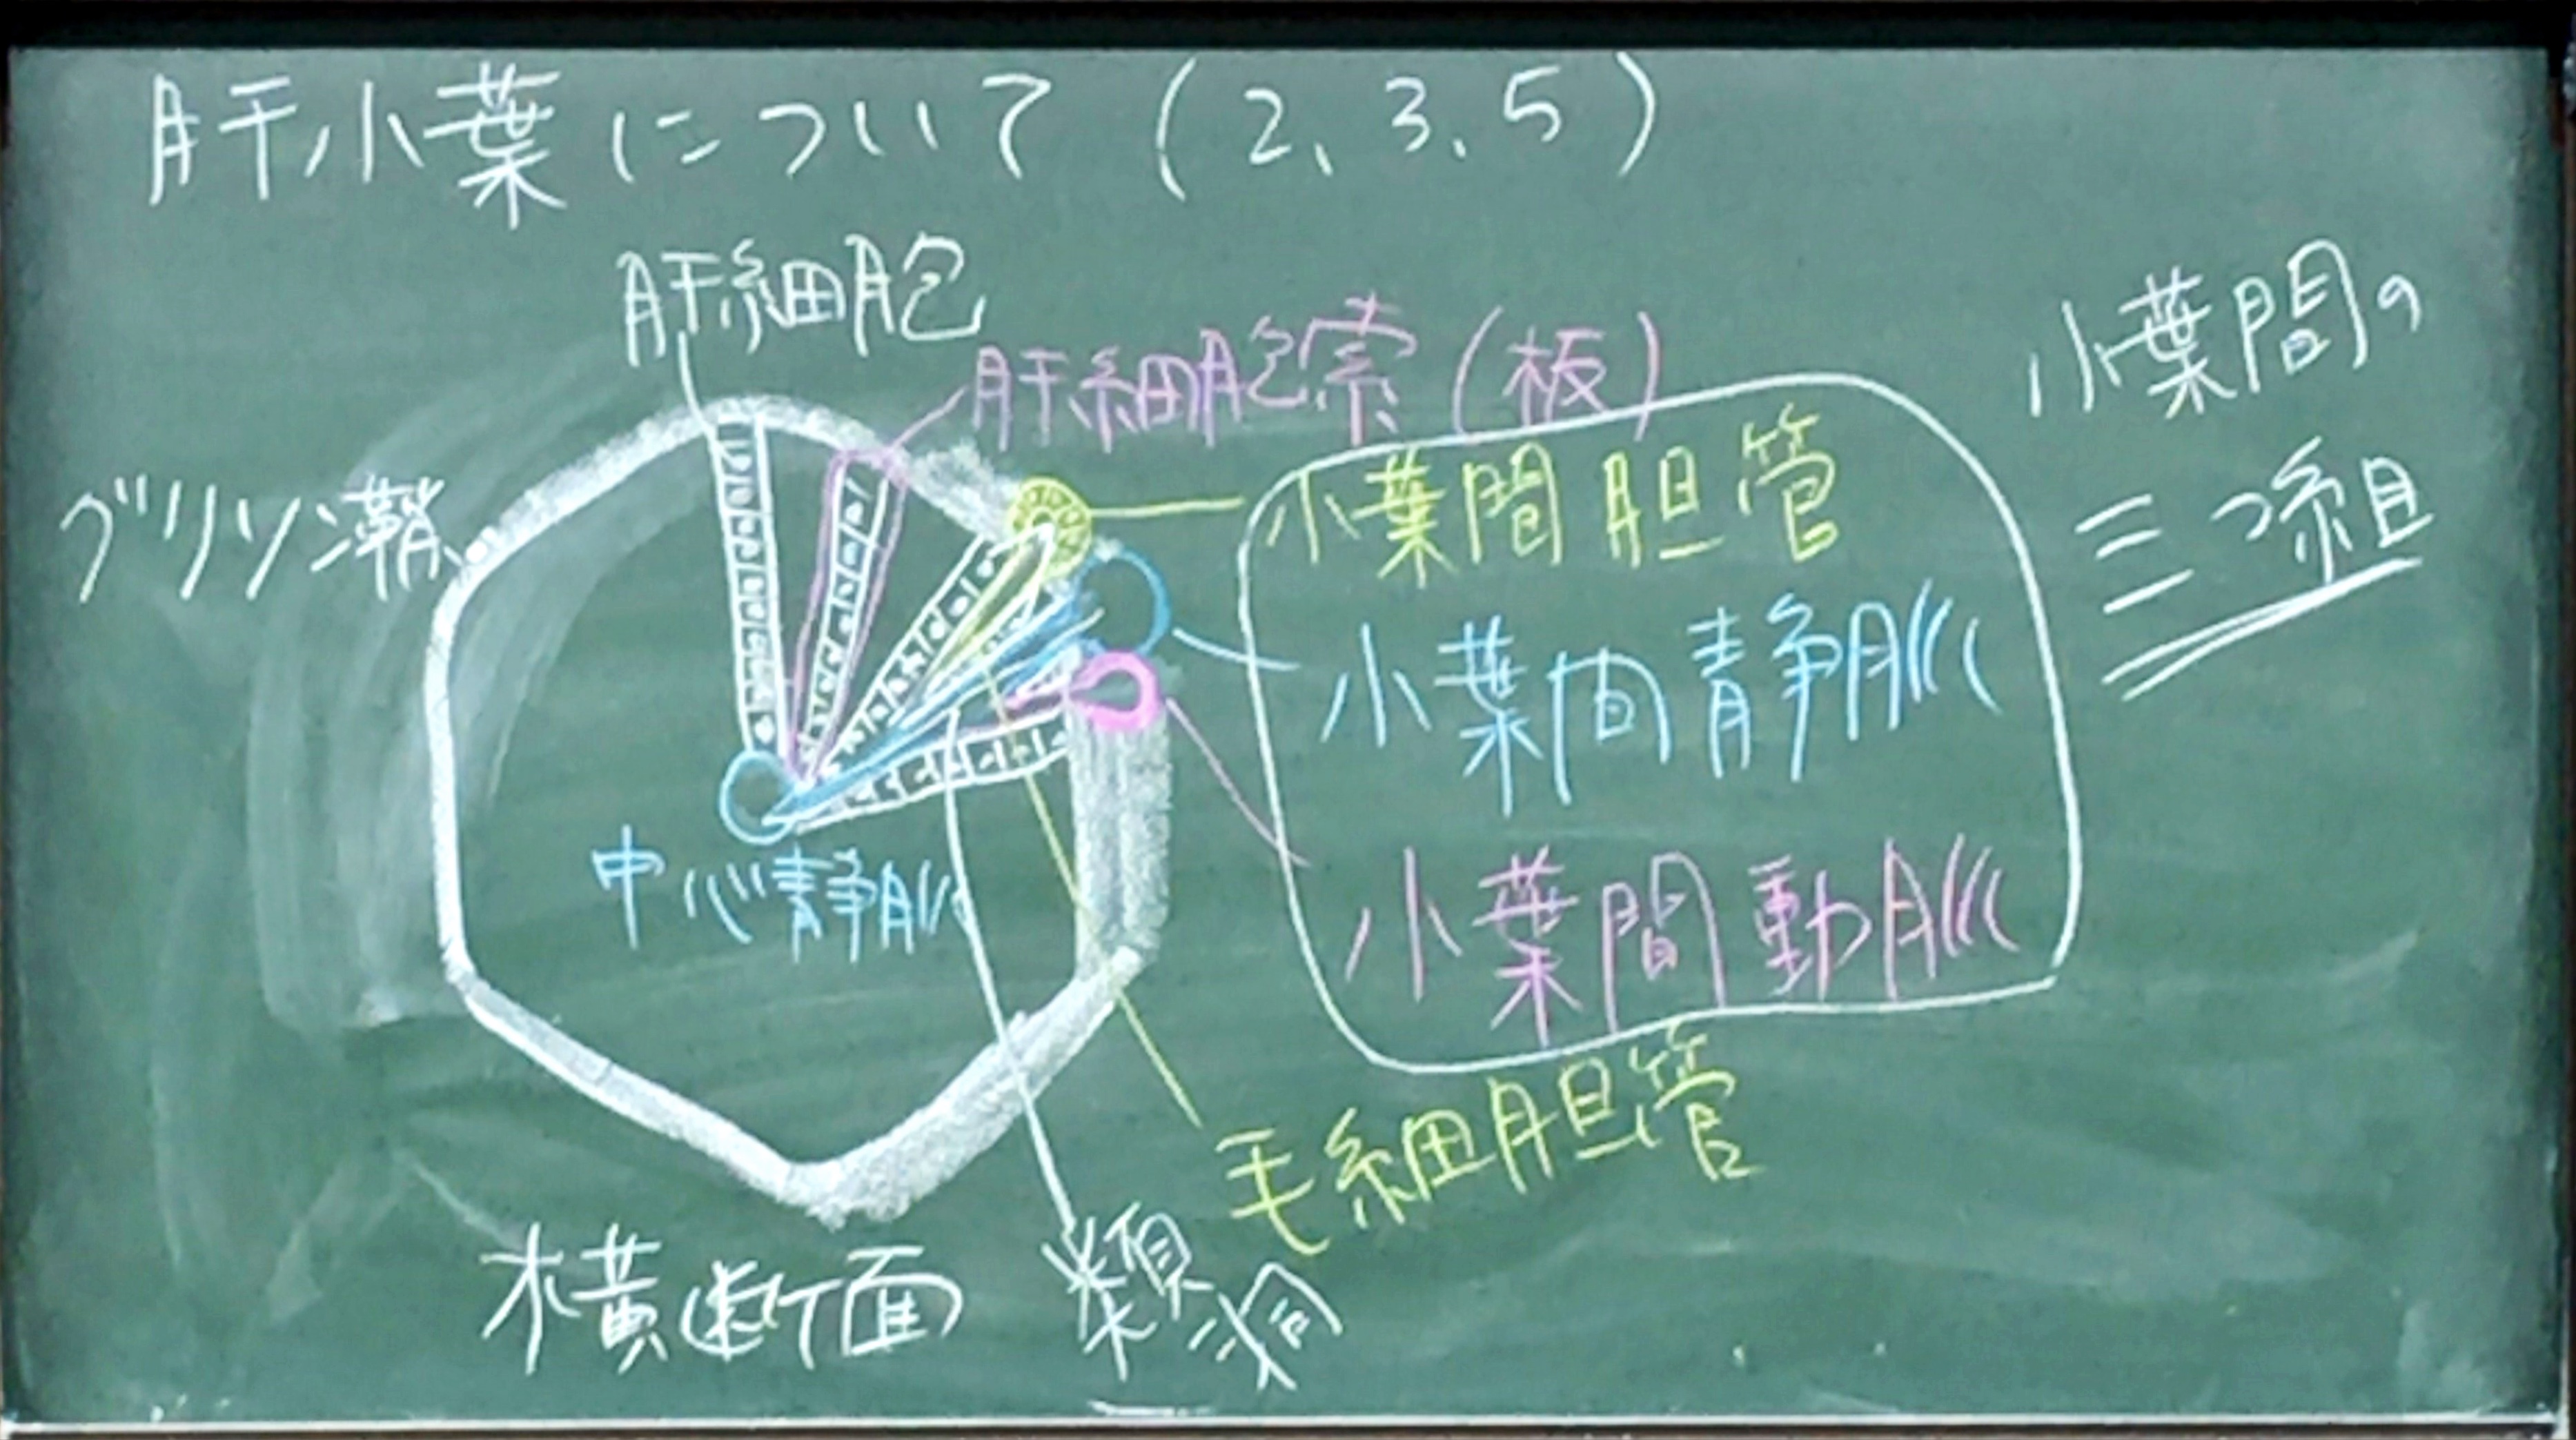 肝小葉について(2、3、5)
肝細胞
肝細胞索(板)
グリソン鞘
小葉間胆管
小葉間静脈
小葉間動脈
小葉間の
三つ組
中心静脈
毛細胆管
類洞
横断面